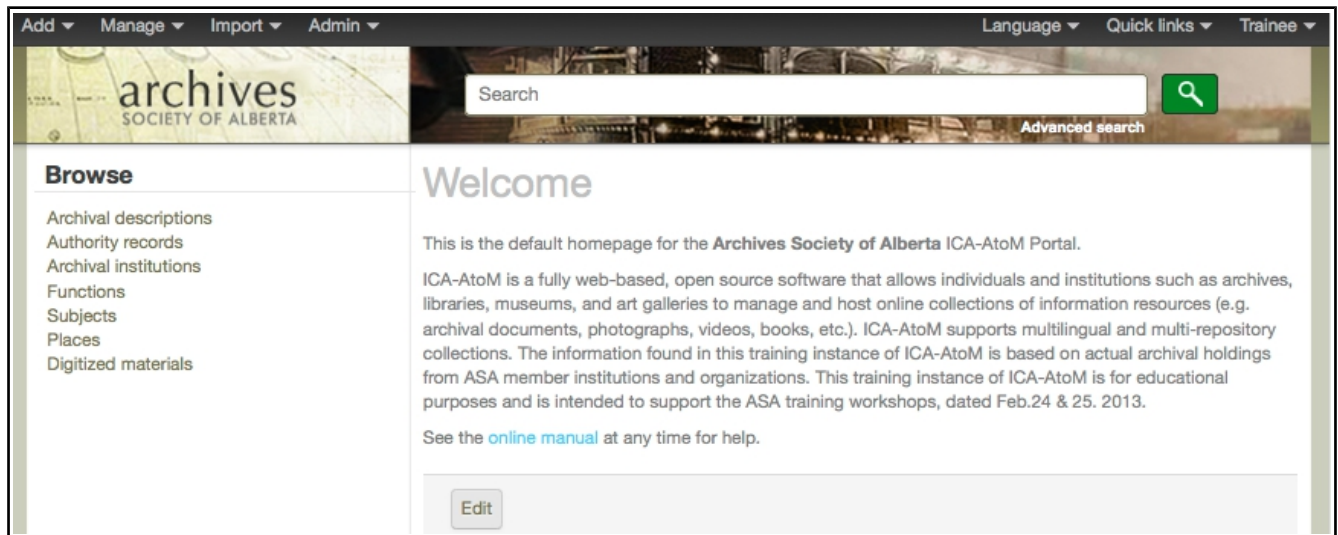 Add Manage Import Admin Language Quick links Trainee
archives
SOCIETY OF ALBERTA
Search
Advanced search
Browse
Archival descriptions
Authority records
Archival institutions
Functions
Subjects
Places
Digitized materials
Welcome
This is the default homepage for the Archives Society of Alberta ICA-AtoM Portal.
ICA-AtoM is a fully web-based, open source software that allows individuals and institutions such as archives,
libraries, museums, and art galleries to manage and host online collections of information resources (e.g.
archival documents, photographs, videos, books, etc.). ICA-AtoM supports multilingual and multi-repository
collections. The information found in this training instance of ICA-AtoM is based on actual archival holdings
from ASA member institutions and organizations. This training instance of ICA-AtoM is for educational
purposes and is intended to support the ASA training workshops, dated Feb.24 & 25. 2013.
See the online manual at any time for help.
Edit